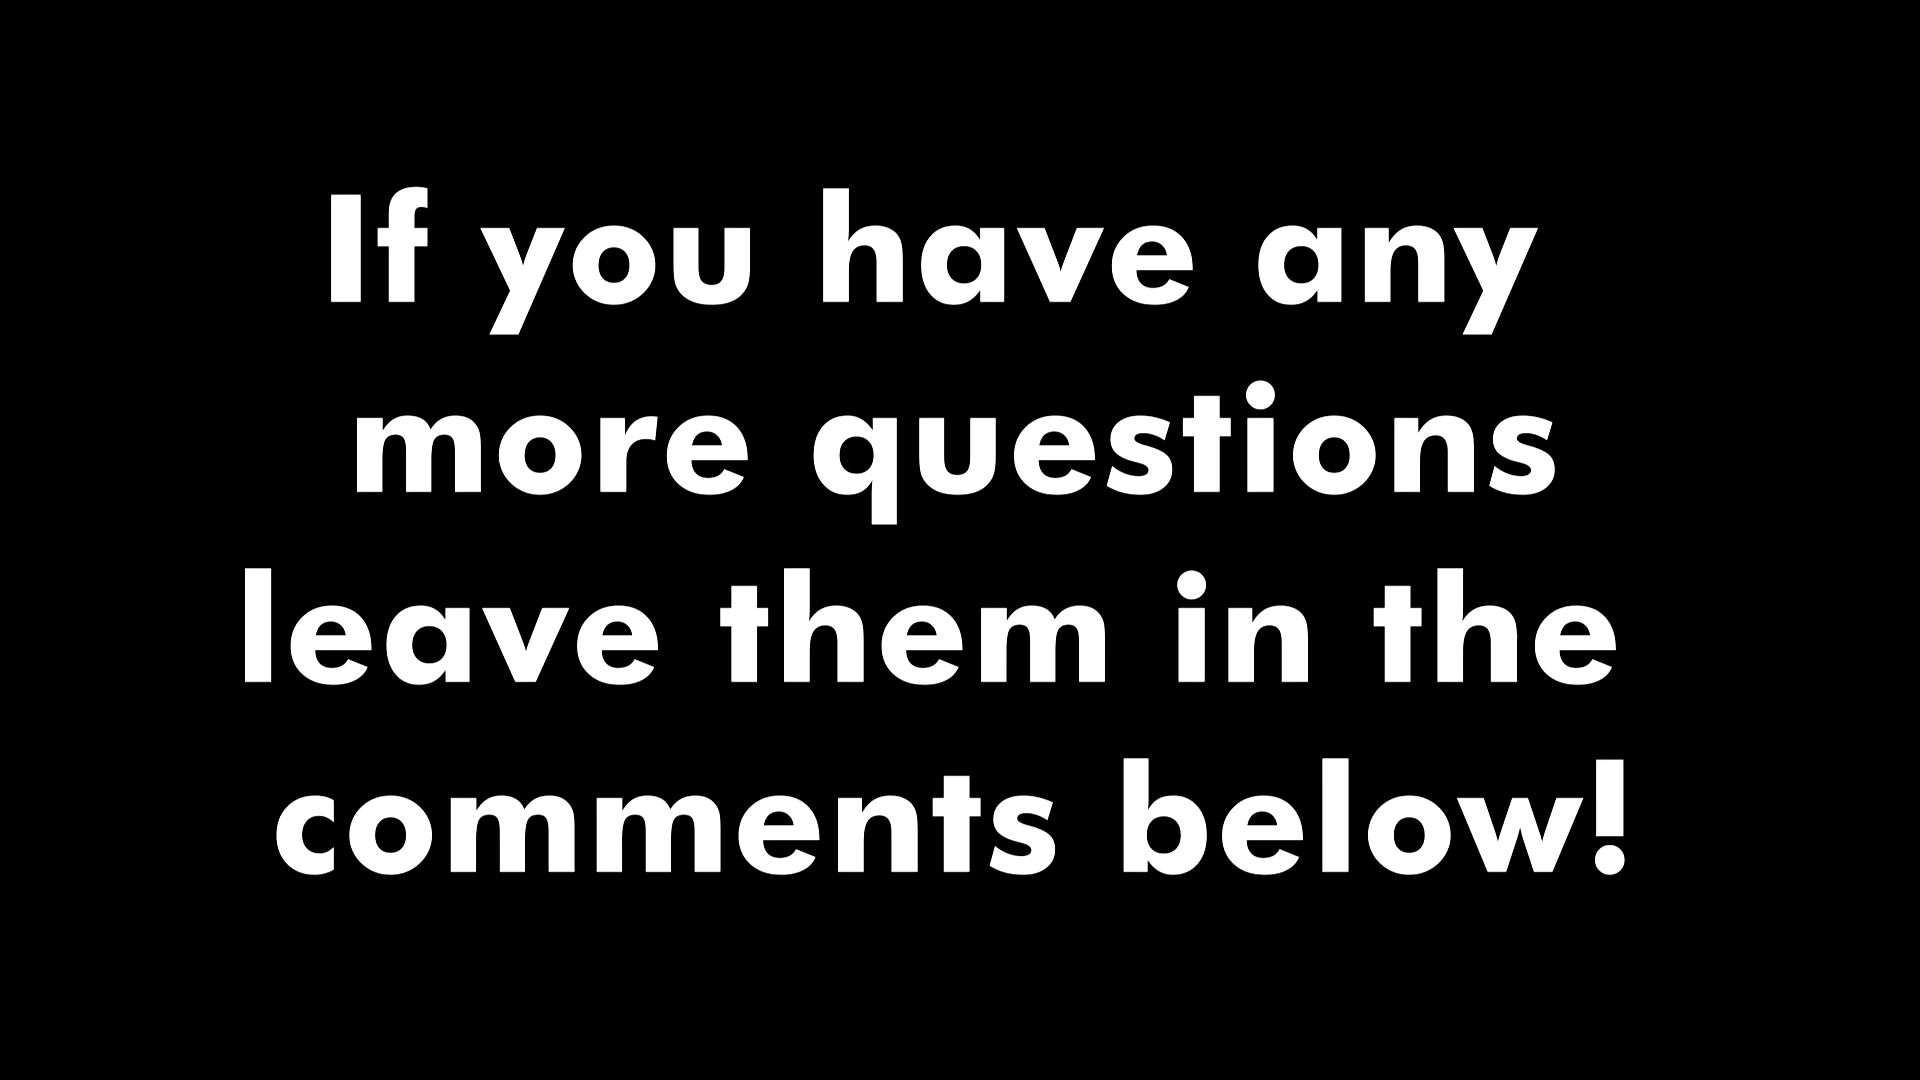 If you have any
more questions
leave them in the
comments below!